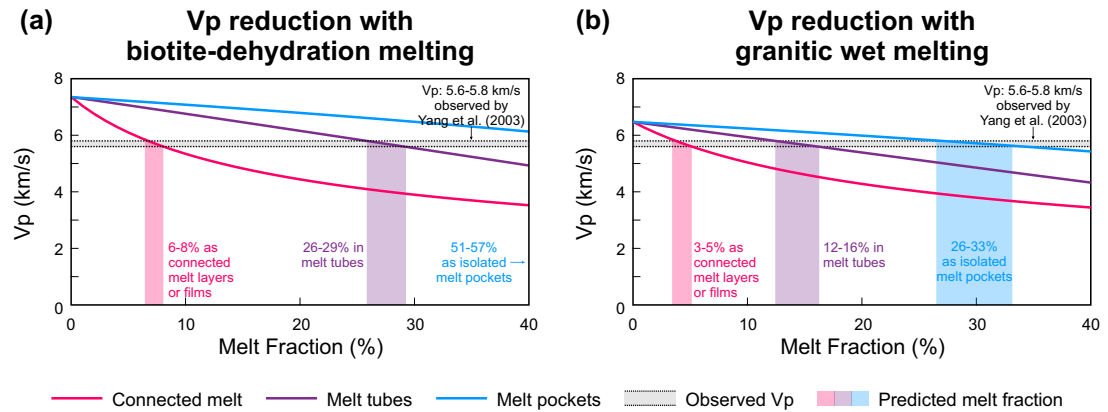 (a)
Vp reduction with
biotite-dehydration melting
8
6
4
2
0
Vp (km/s)
Vp: 5.6-5.8 km/s
observed by
Yang et al. (2003)
6-8% as
connected
melt layers
or films
26-29% in
melt tubes
51-57%
as isolated →
melt pockets
0
10
20
30
40
Melt Fraction (%)
(b)
Vp reduction with
granitic wet melting
8
6
4
2
0
Vp (km/s)
Vp: 5.6-5.8 km/s
observed by
Yang et al. (2003)
3-5% as
connected
melt layers
or films
12-16% in
melt tubes
26-33%
as isolated
melt pockets
0
10
20
30
40
Melt Fraction (%)
Connected melt
Melt tubes
Melt pockets
Observed Vp
Predicted melt fraction